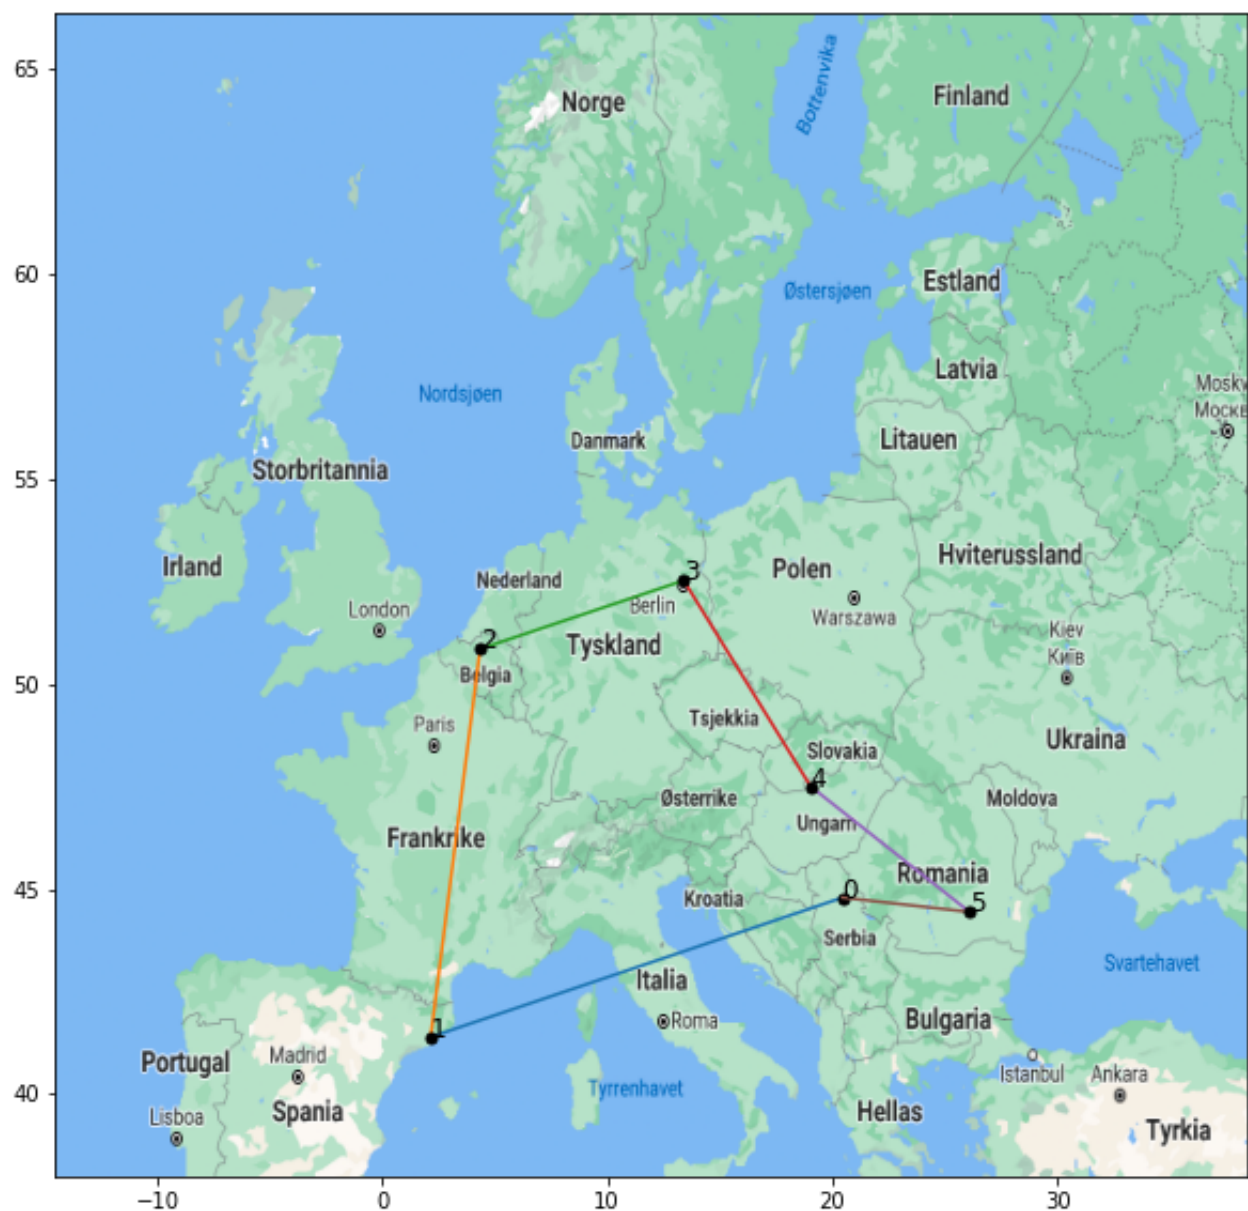 65
Norge
Bottenvika
Finland
60
Østersjøen
Estland
Latvia
Nordsjøen
Moskv
Москв
Danmark
Litauen
55
Storbritannia
Irland
Nederland
3
Polen
Hviterussland
London
Berlin
Warszawa
2
Tyskland
Kiev
Київ
50
Belgia
Paris
Tsjekkia
Slovakia
Ukraina
4
Østerrike
Moldova
Ungarn
Frankrike
45
Romania
0
5
Kroatia
Serbia
Italia
Svartehavet
1
Roma
Bulgaria
Portugal
Madrid
Istanbul
Ankara
40
Tyrrenhavet
Lisboa
Spania
Hellas
Tyrkia
−10
0
10
20
30